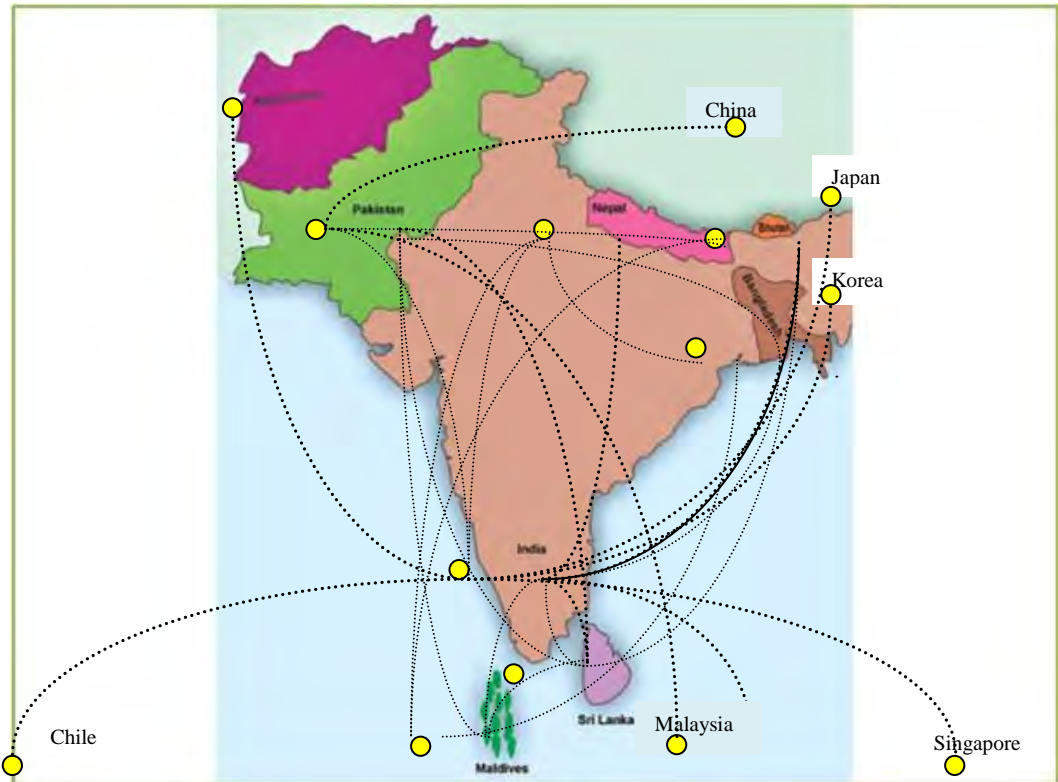 China
Japan
Pakistan
Nepal
Bhutan
Korea
Bangladesh
India
Sri Lanka
Malaysia
Chile
Singapore
Maldives